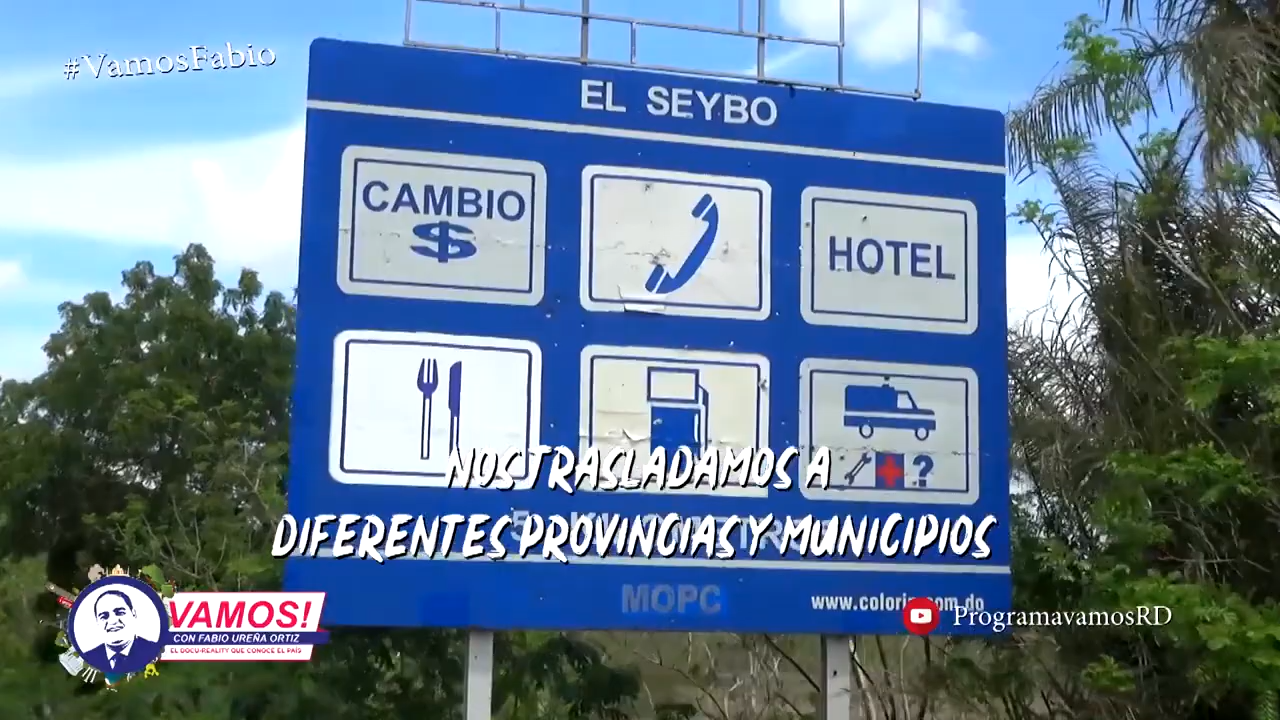 #VamosFabio
EL SEYBO
CAMBIO
$
HOTEL
?
NOS TRASLADAMOS A
DIFERENTES PROVINCIAS Y MUNICIPIOS
MOPC
www.colorin.com.do
VAMOS!
CON FABIO UREÑA ORTIZ
EL DOCU-REALITY QUE CONOCE EL PAÍS
ProgramavamosRD